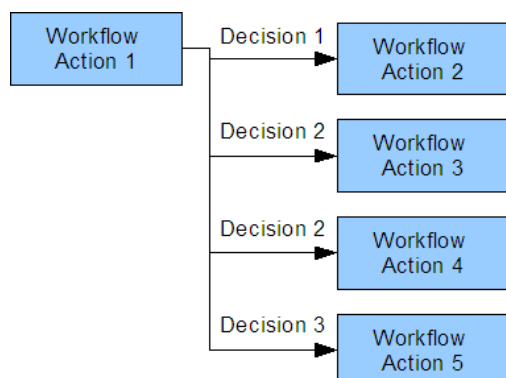 Workflow
Action 1
Decision 1
Workflow
Action 2
Decision 2
Workflow
Action 3
Decision 2
Workflow
Action 4
Decision 3
Workflow
Action 5